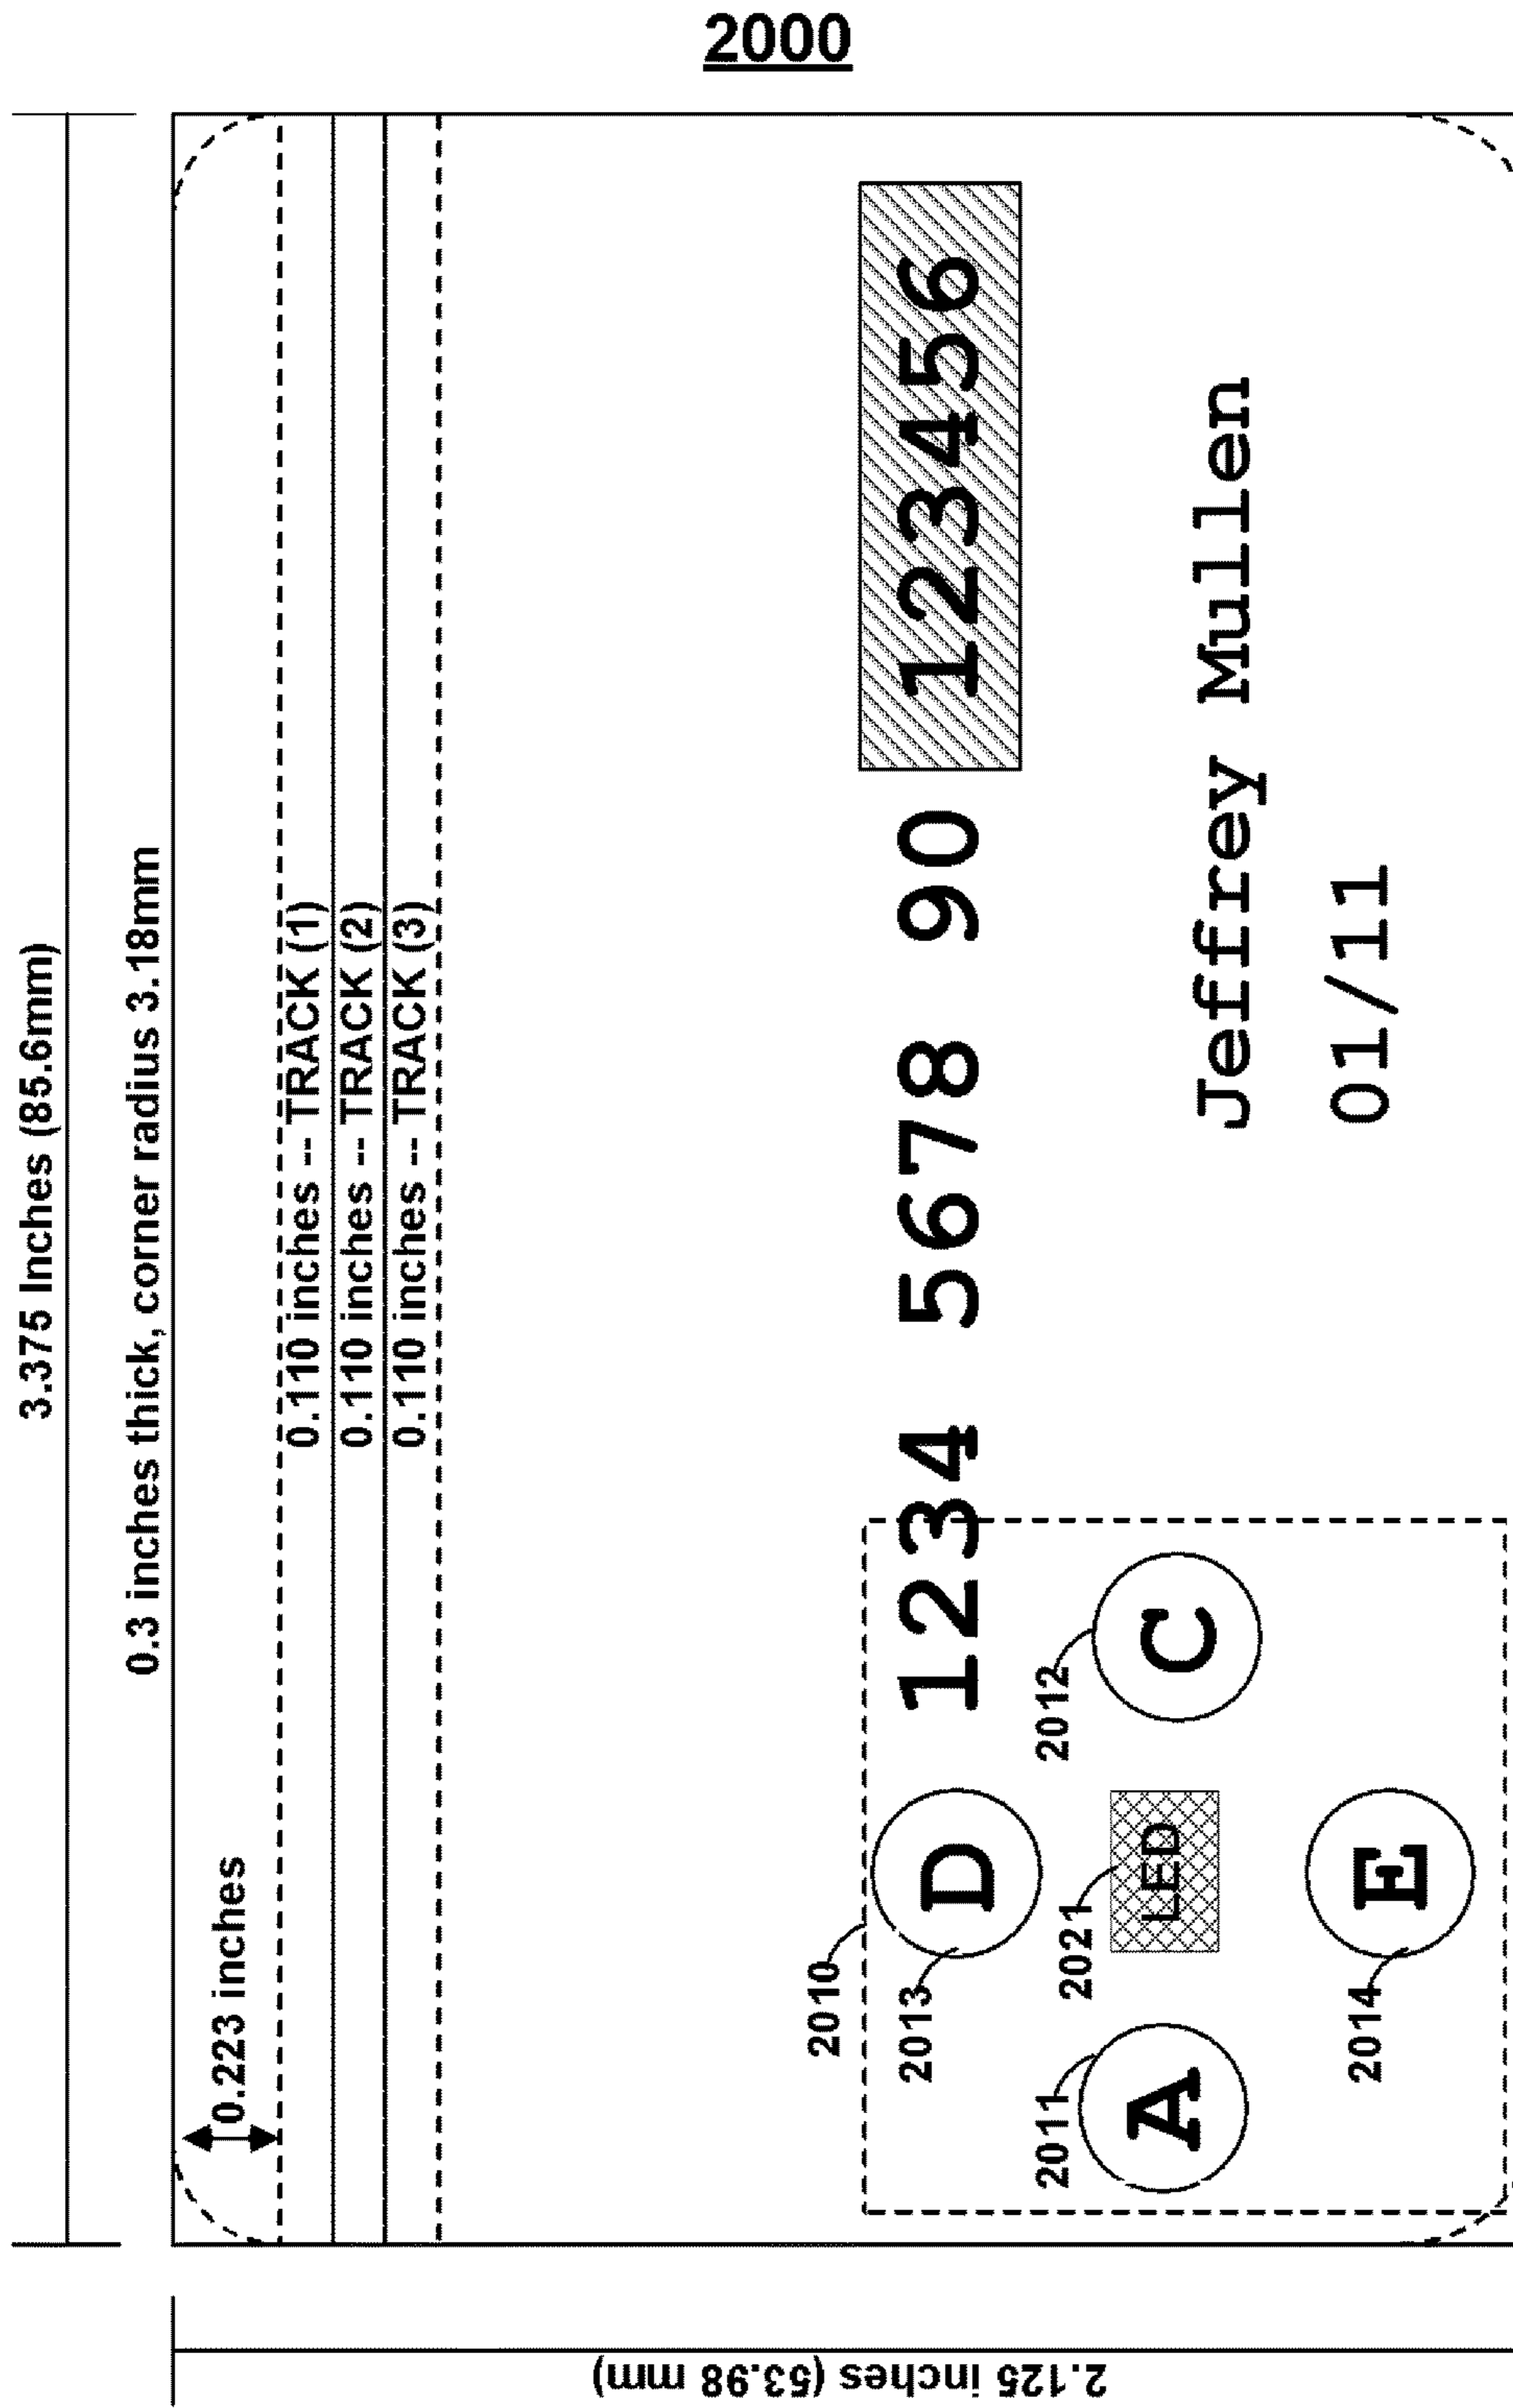 2000
3.375 Inches (85.6mm)
0.3 inches thick, corner radius 3.18mm
0.223 inches
0.110 inches -- TRACK (1)
0.110 inches -- TRACK (2)
0.110 inches -- TRACK (3)
2.125 inches (53.98 mm)
2010
2013
D 1234 5678 90 123456
2011
A
2021
LED
2012
C
Jeffrey Mullen
2014
E
01/11